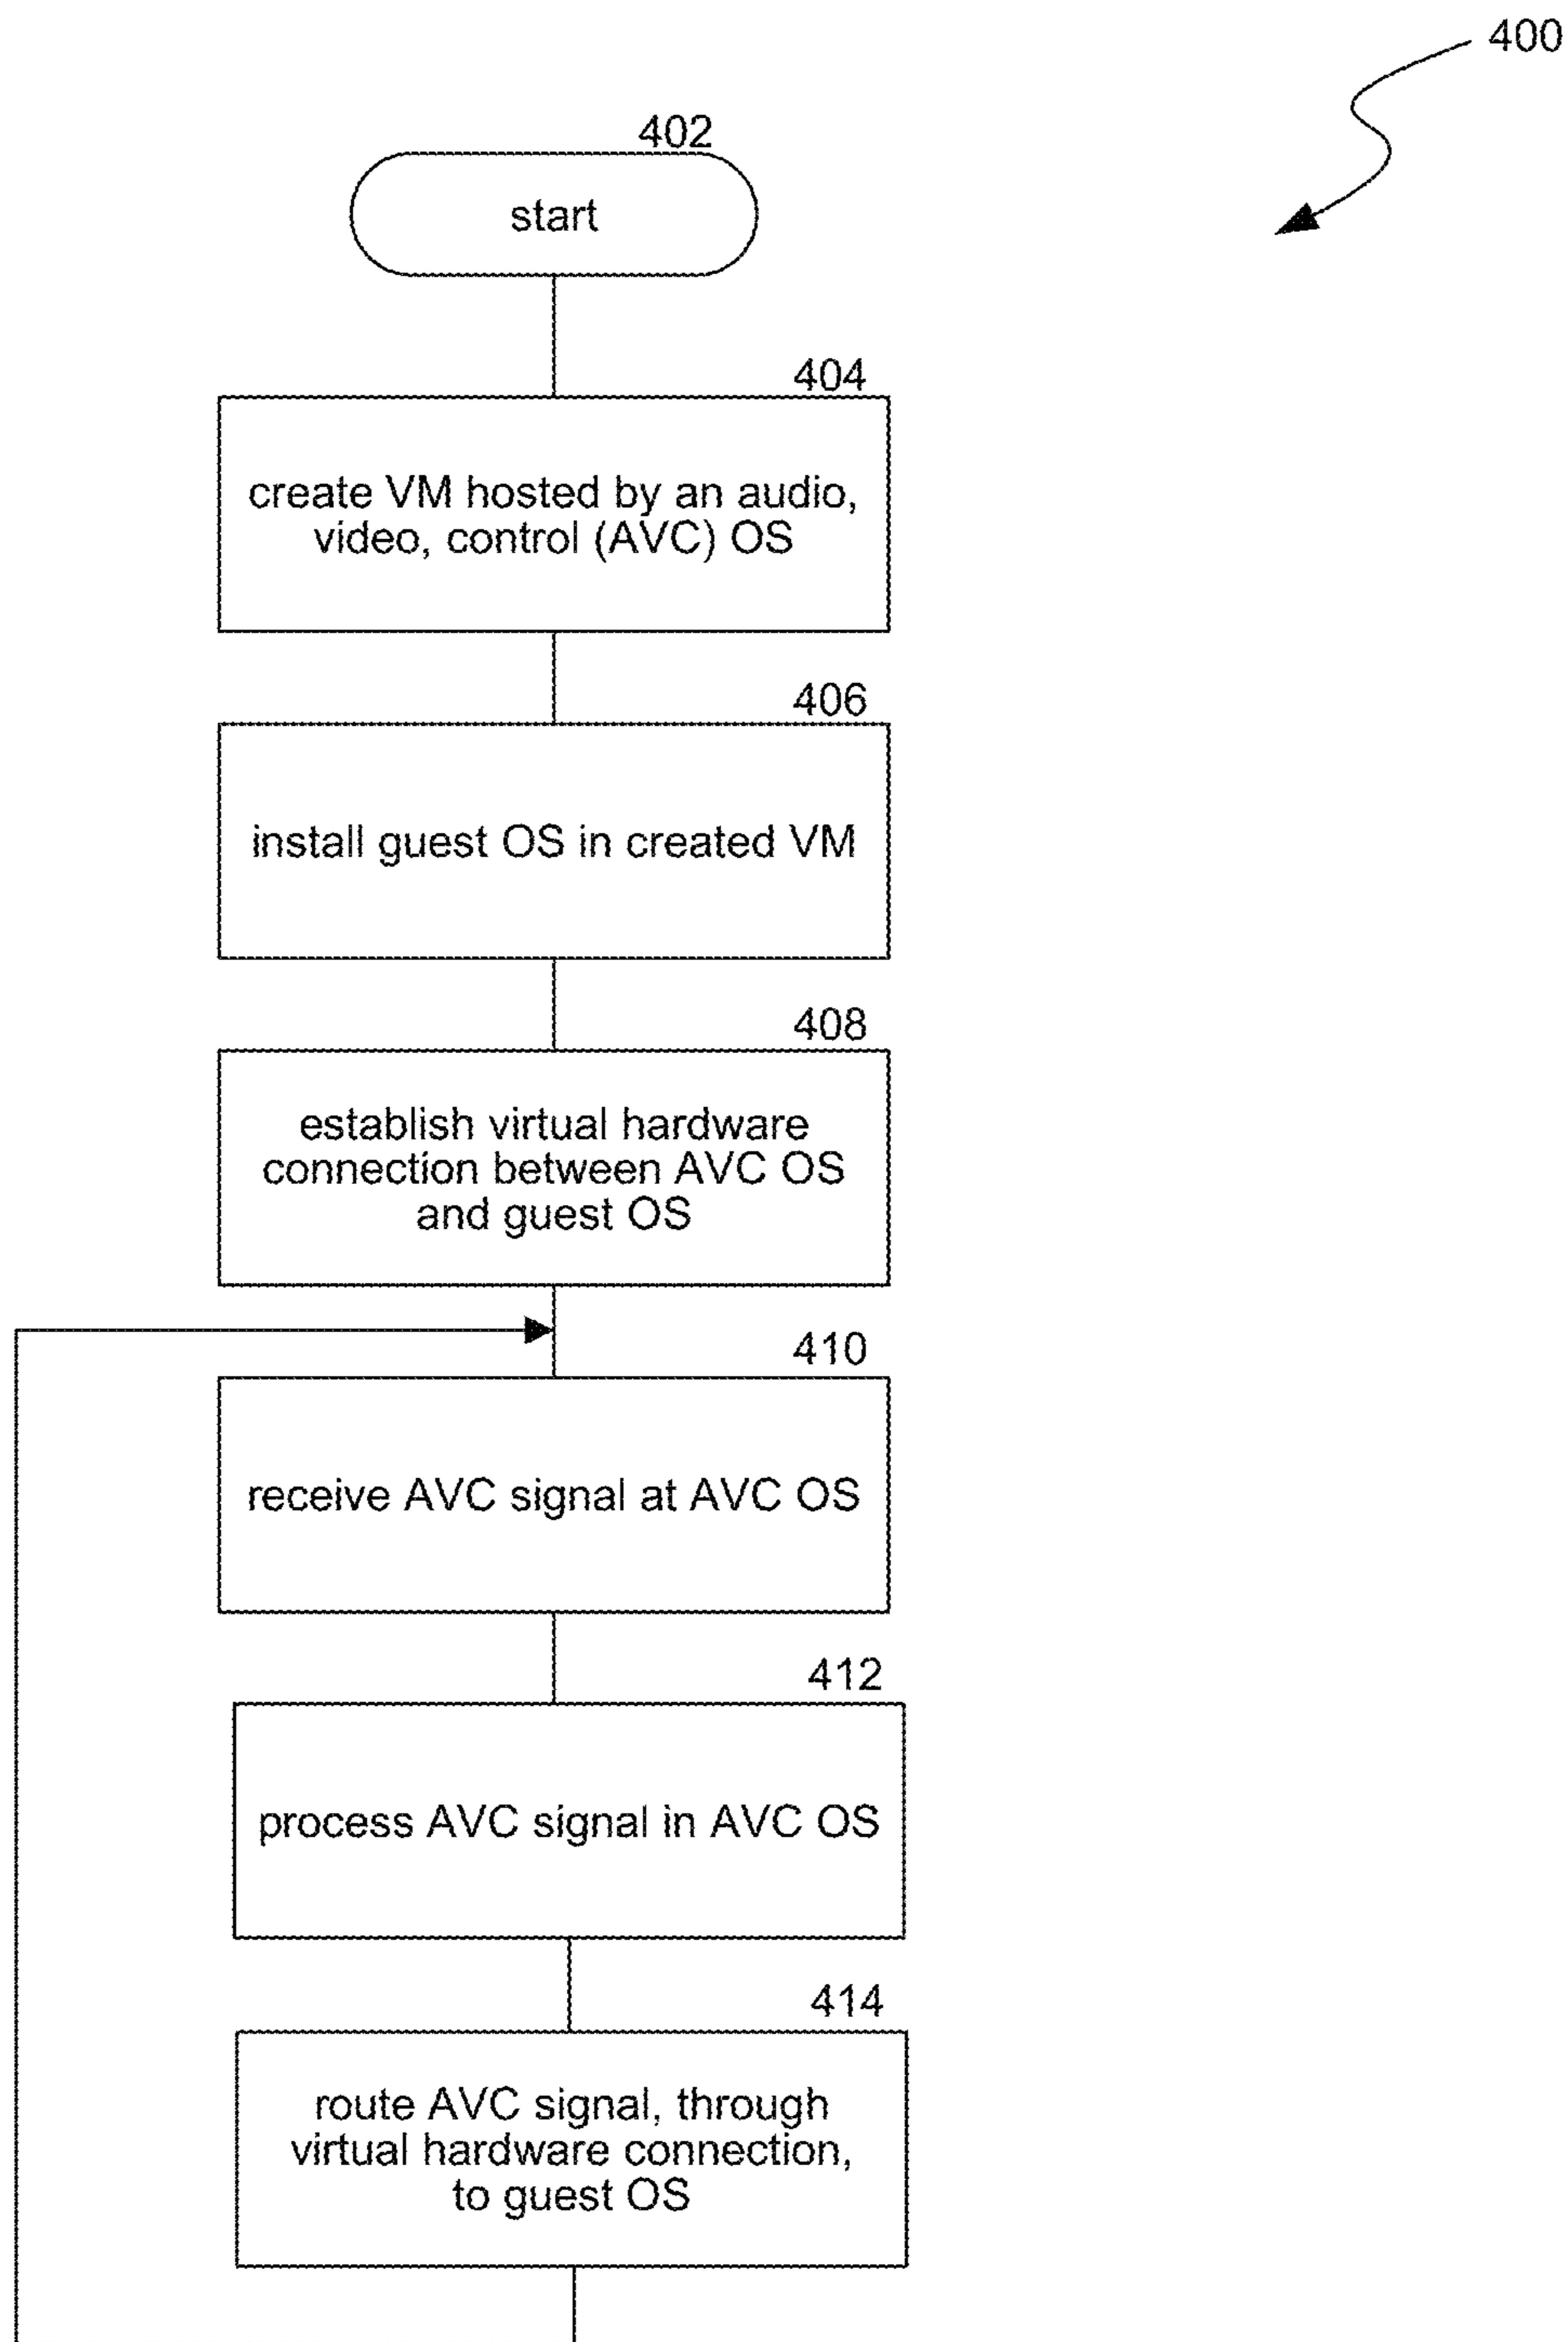 400
402
start
404
create VM hosted by an audio,
video, control (AVC) OS
406
install guest OS in created VM
408
establish virtual hardware
connection between AVC OS
and guest OS
410
receive AVC signal at AVC OS
412
process AVC signal in AVC OS
414
route AVC signal, through
virtual hardware connection,
to guest OS